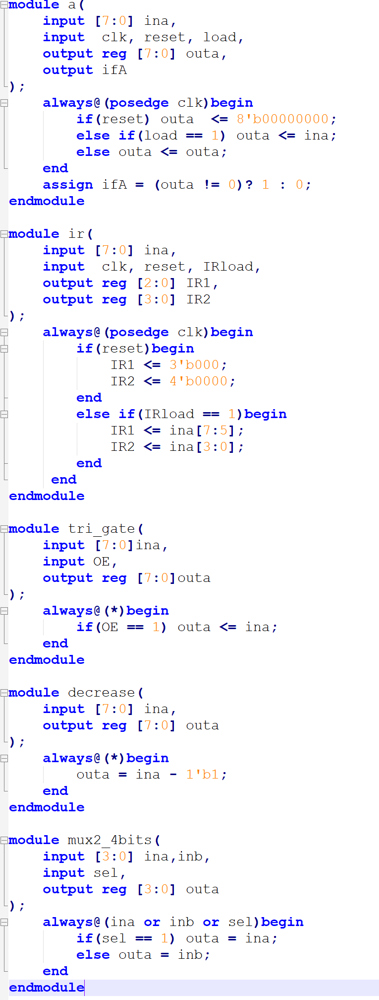 module a(
    input [7:0] ina,
    input  clk, reset, load,
    output reg [7:0] outa,
    output ifA
);
    always@(posedge clk)begin
        if(reset) outa  <= 8'b00000000;
        else if(load == 1) outa <= ina;
        else outa <= outa;
    end
    assign ifA = (outa != 0)? 1 : 0;
endmodule

module ir(
    input [7:0] ina,
    input  clk, reset, IRload,
    output reg [2:0] IR1,
    output reg [3:0] IR2
);
    always@(posedge clk)begin
        if(reset)begin
            IR1 <= 3'b000;
            IR2 <= 4'b0000;
        end
        else if(IRload == 1)begin
            IR1 <= ina[7:5];
            IR2 <= ina[3:0];
        end
     end
endmodule

module tri_gate(
    input [7:0]ina,
    input OE,
    output reg [7:0]outa
);
    always@(*)begin
        if(OE == 1) outa <= ina;
    end
endmodule

module decrease(
    input [7:0] ina,
    output reg [7:0] outa
);
    always@(*)begin
        outa = ina - 1'b1;
    end
endmodule

module mux2_4bits(
    input [3:0] ina,inb,
    input sel,
    output reg [3:0] outa
);
    always@(ina or inb or sel)begin
        if(sel == 1) outa = ina;
        else outa = inb;
    end
endmodule